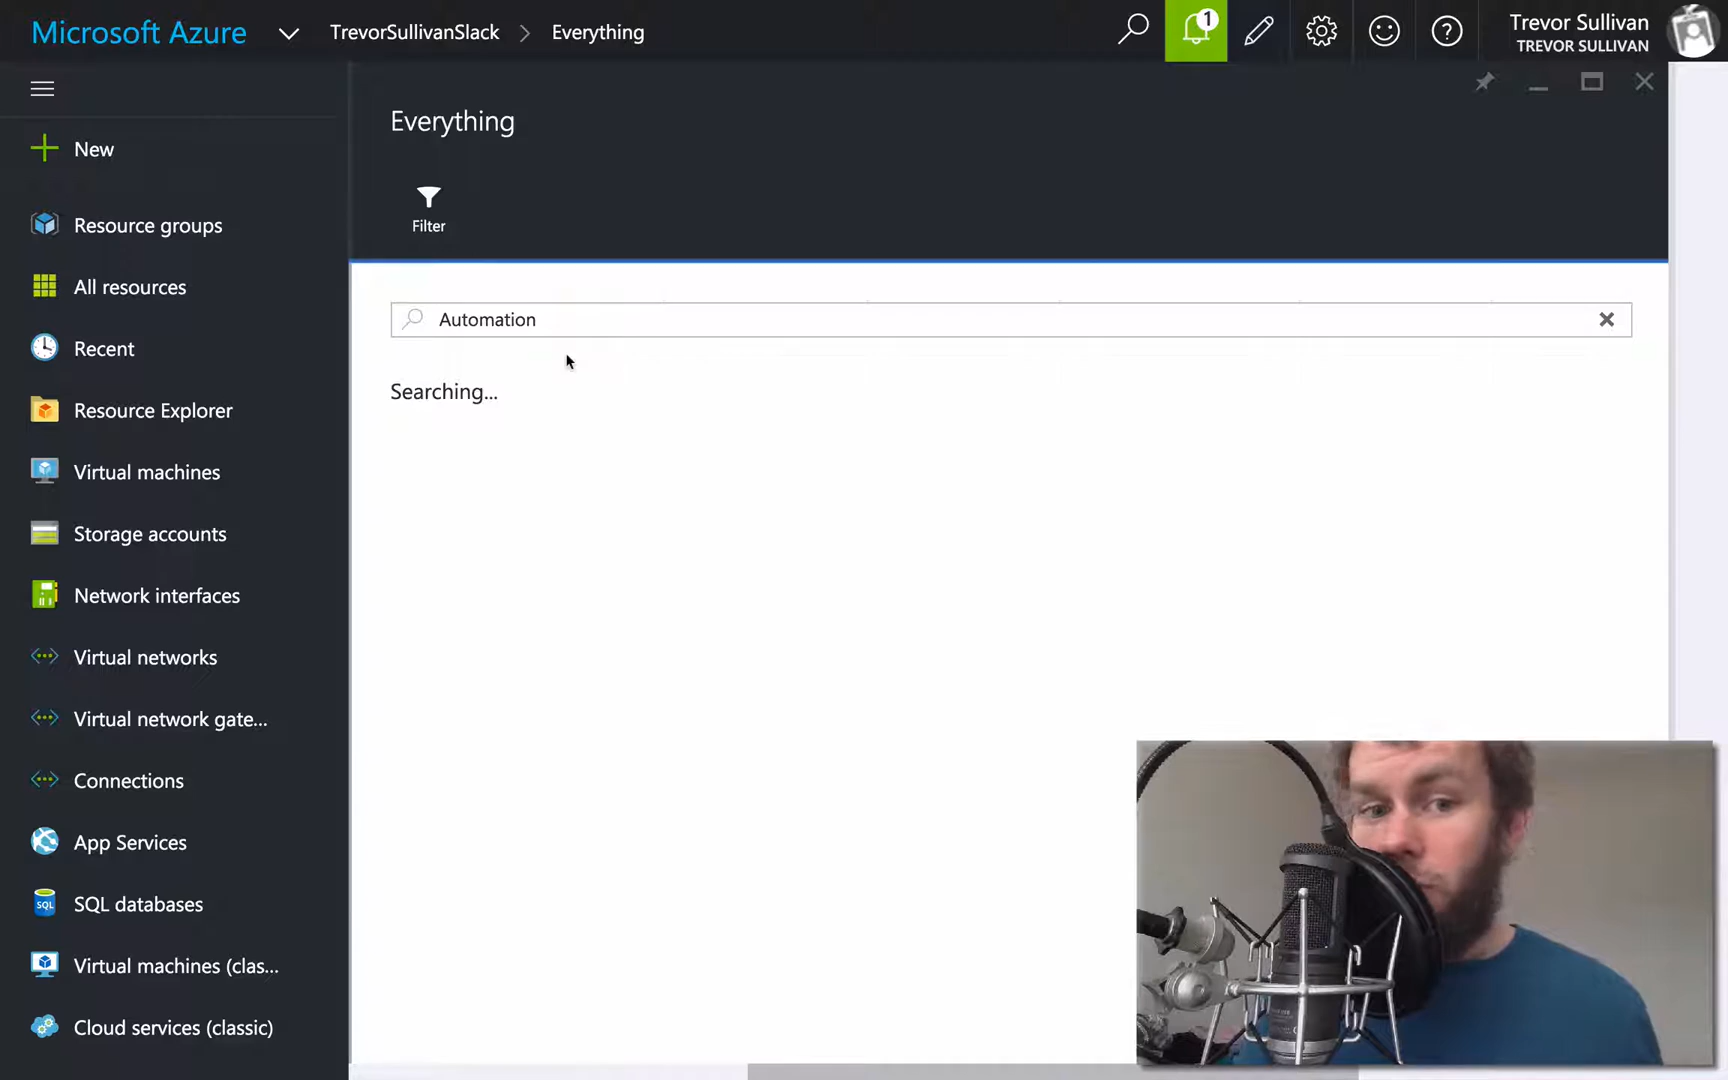 Microsoft Azure
TrevorSullivanSlack
Everything
1
Trevor Sullivan
TREVOR SULLIVAN
New
Resource groups
All resources
Recent
Resource Explorer
Virtual machines
Storage accounts
Network interfaces
Virtual networks
Virtual network gate...
Connections
App Services
SQL
SQL databases
Virtual machines (clas...
Cloud services (classic)
Everything
Filter
Automation
Searching...